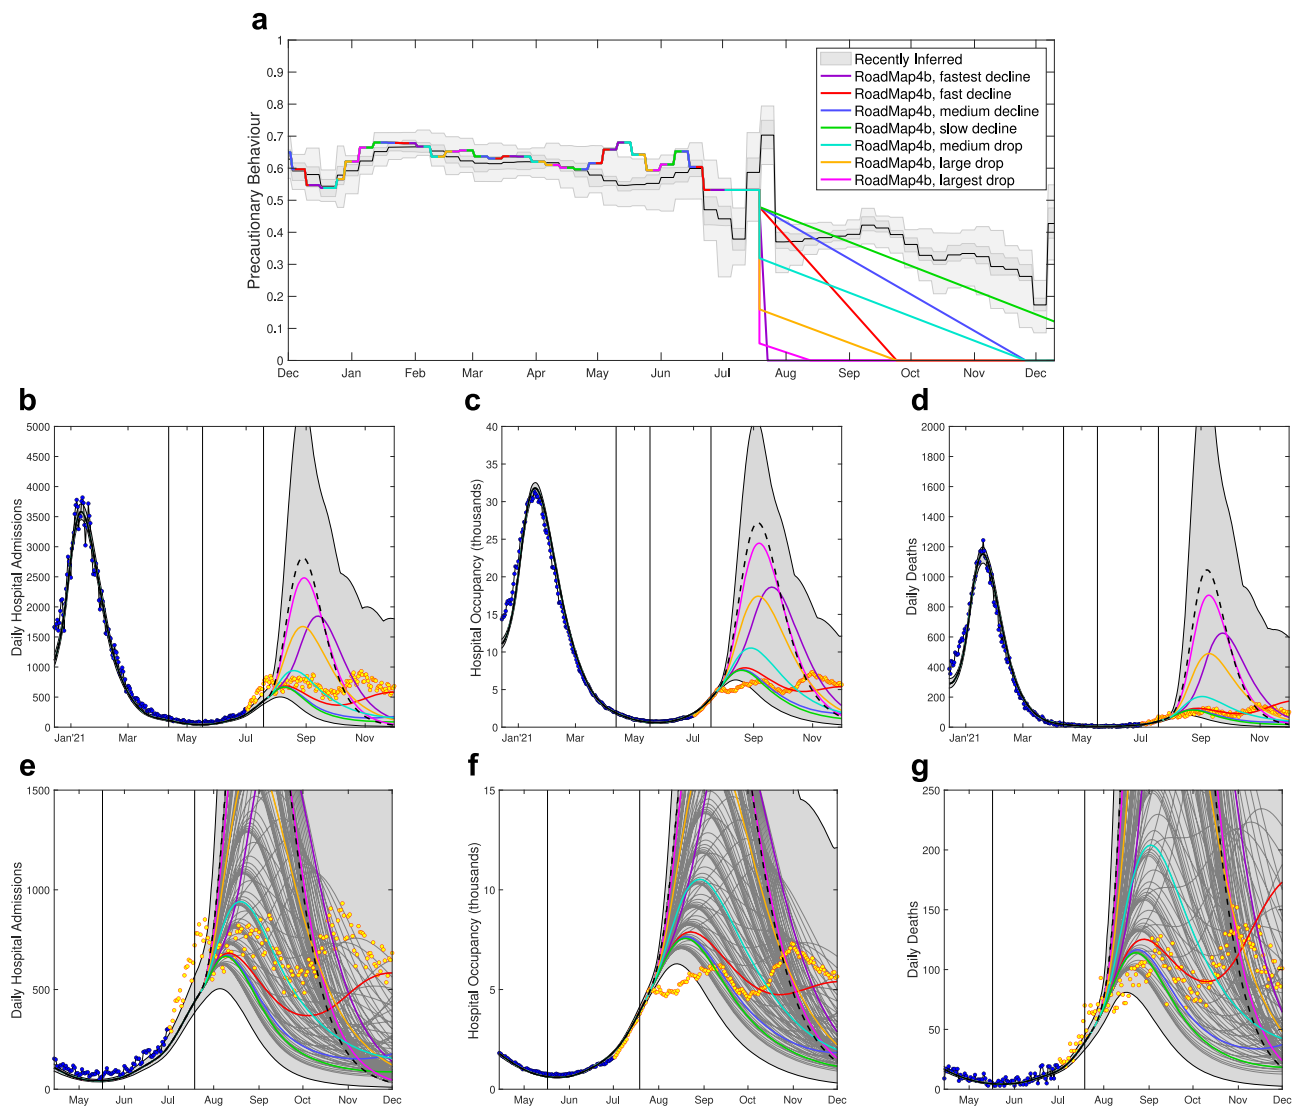 a
1
0.9
0.8
0.7
0.6
0.5
0.4
0.3
0.2
0.1
0
Precautionary Behaviour
Dec Jan Feb Mar Apr May Jun Jul Aug Sep Oct Nov Dec
Recently Inferred
RoadMap4b, fastest decline
RoadMap4b, fast decline
RoadMap4b, medium decline
RoadMap4b, slow decline
RoadMap4b, medium drop
RoadMap4b, large drop
RoadMap4b, largest drop
b
5000
4500
4000
3500
3000
2500
2000
1500
1000
500
0
Daily Hospital Admissions
Jan'21 Mar May Jul Sep Nov
c
40
35
30
25
20
15
10
5
0
Hospital Occupancy (thousands)
Jan'21 Mar May Jul Sep Nov
d
2000
1800
1600
1400
1200
1000
800
600
400
200
0
Daily Deaths
Jan'21 Mar May Jul Sep Nov
e
1500
1000
500
0
Daily Hospital Admissions
May Jun Jul Aug Sep Oct Nov Dec
f
15
10
5
0
Hospital Occupancy (thousands)
May Jun Jul Aug Sep Oct Nov Dec
g
250
200
150
100
50
0
Daily Deaths
May Jun Jul Aug Sep Oct Nov Dec